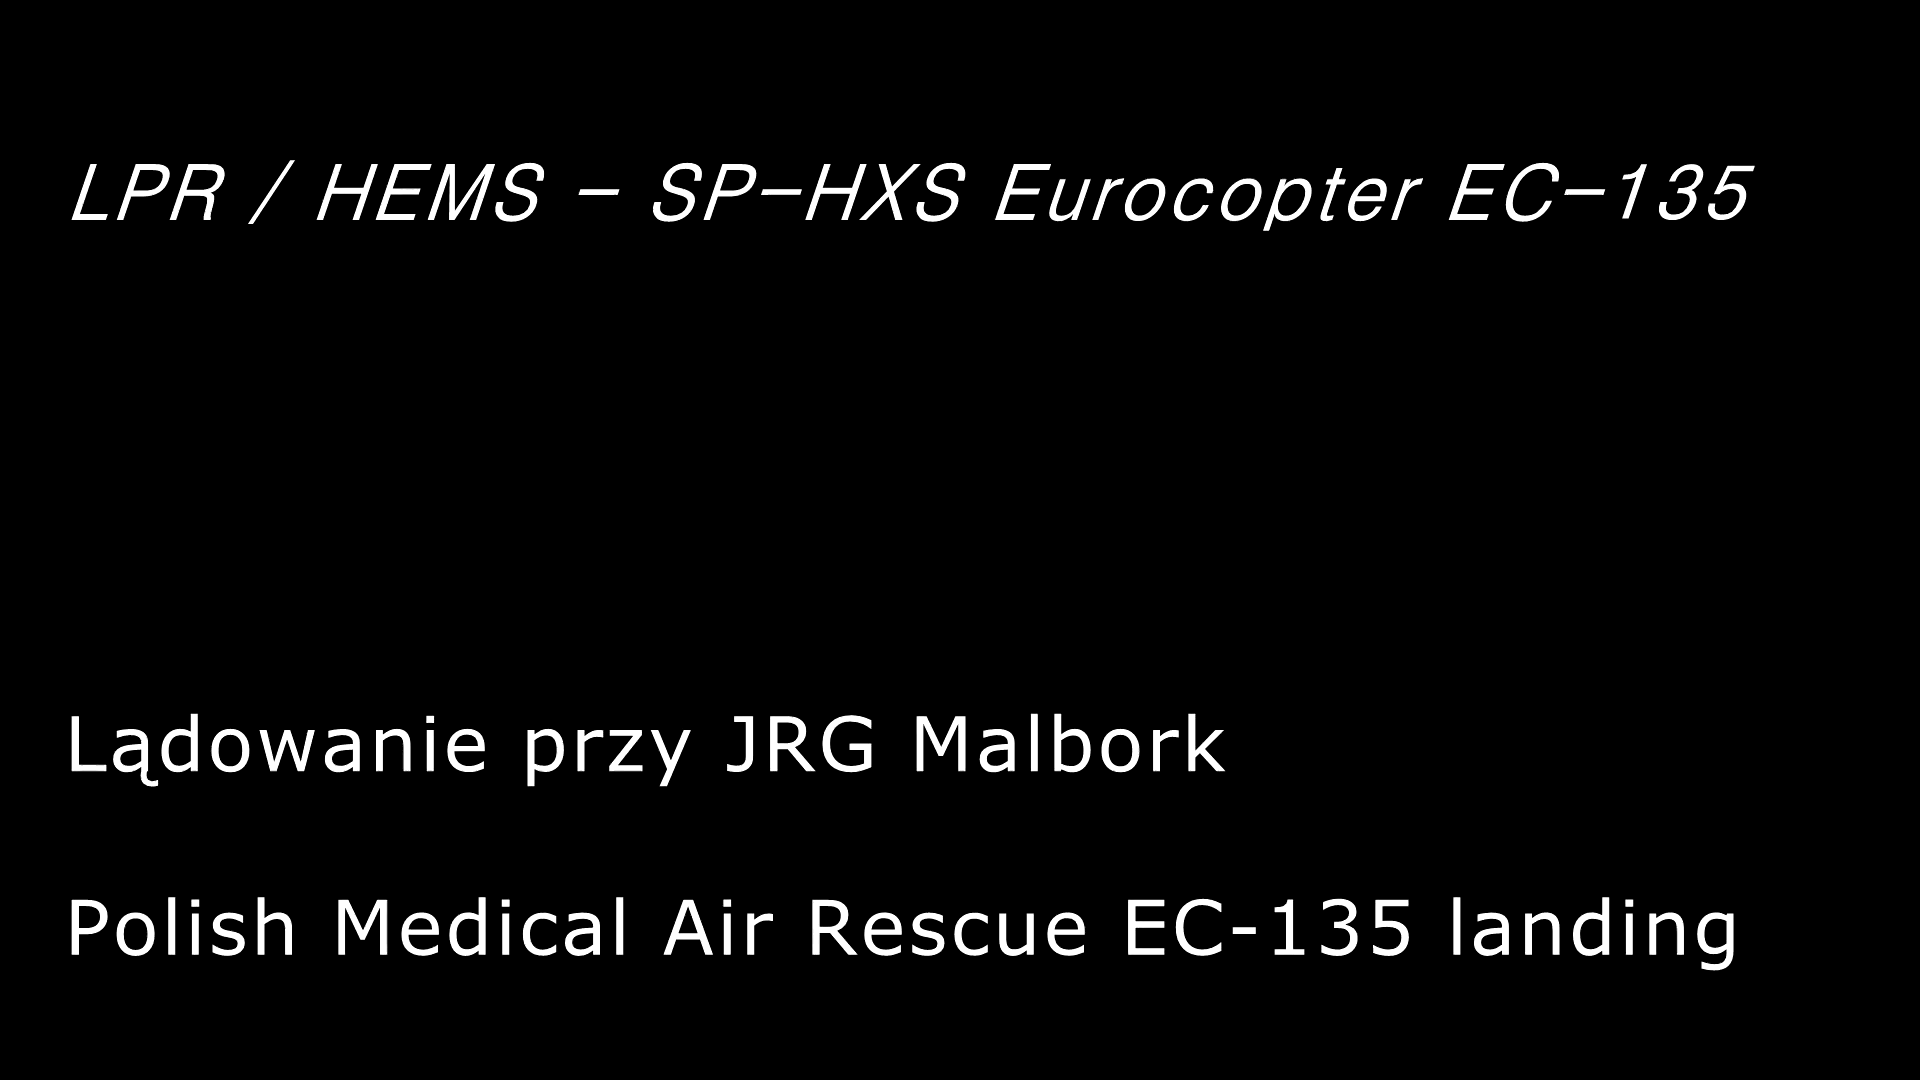 LPR / HEMS - SP-HXS Eurocopter EC-135
Lądowanie przy JRG Malbork
Polish Medical Air Rescue EC-135 landing